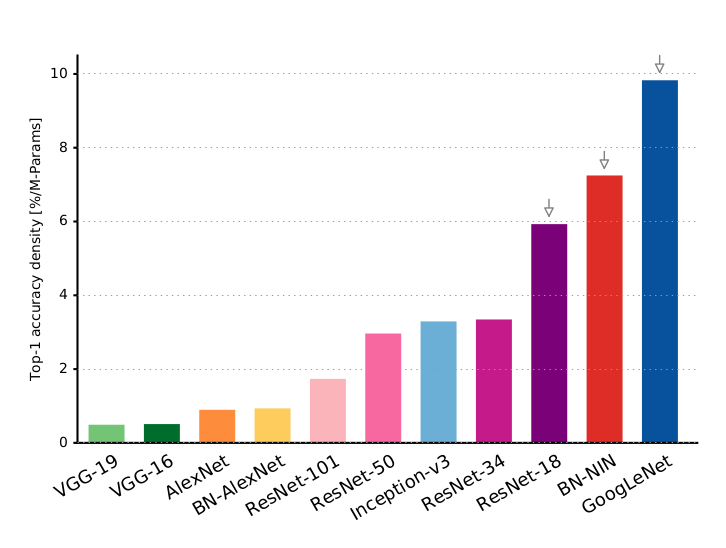 Top-1 accuracy density [%/M-Params]
10
8
6
4
2
0
VGG-19
VGG-16
AlexNet
BN-AlexNet
ResNet-101
ResNet-50
Inception-v3
ResNet-34
ResNet-18
BN-NIN
GoogLeNet